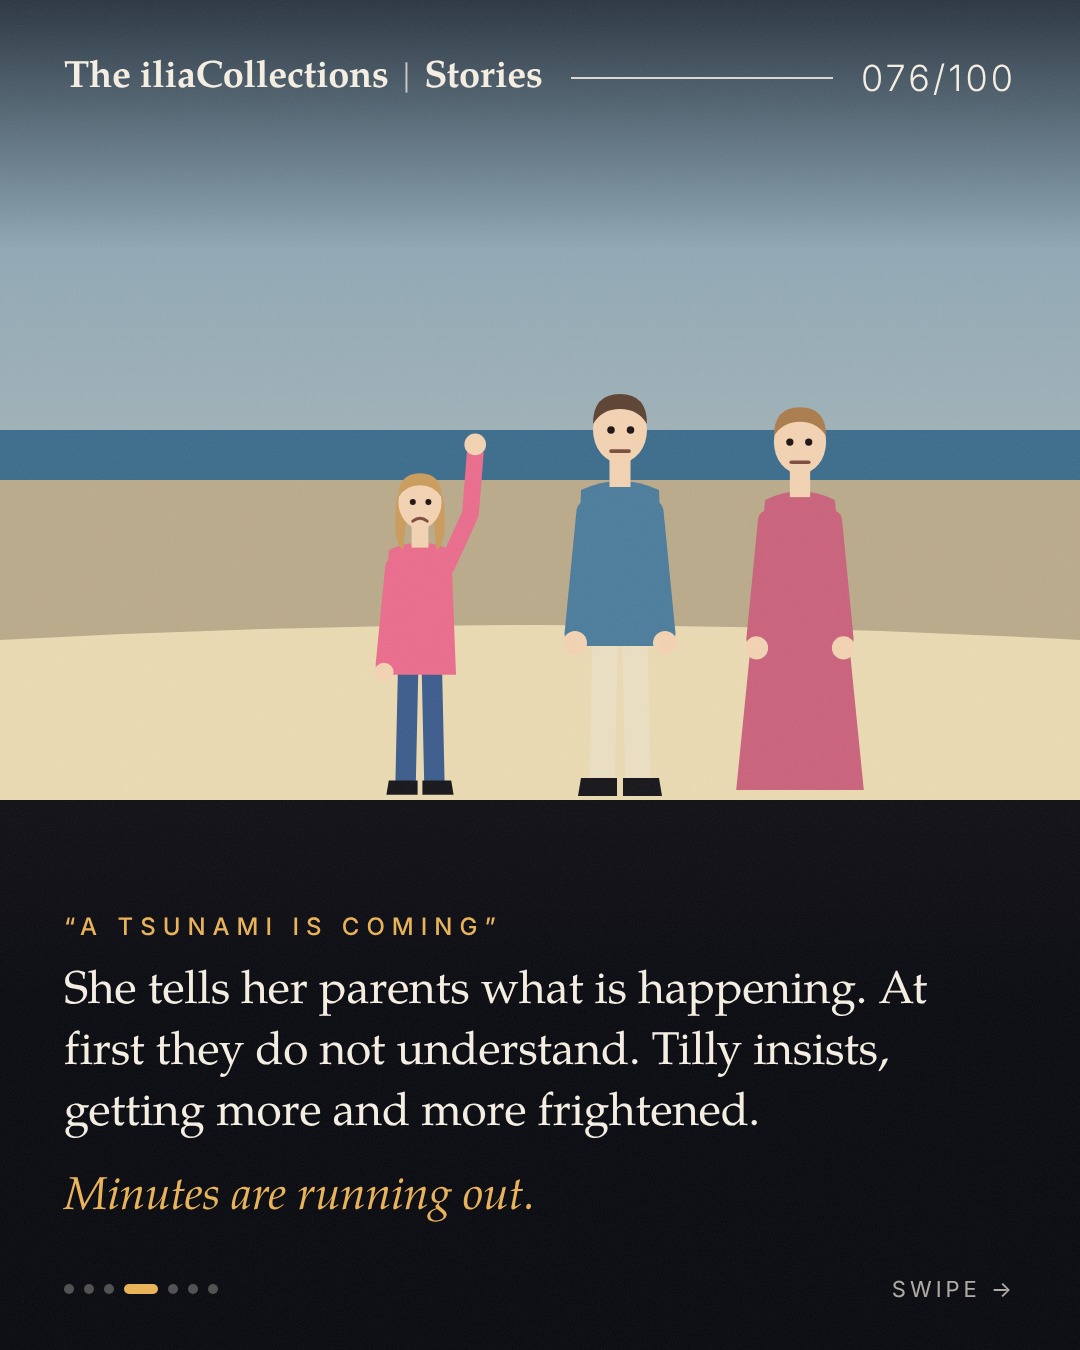 The iliaCollections | Stories
076/100
“A TSUNAMI IS COMING”
She tells her parents what is happening. At
first they do not understand. Tilly insists,
getting more and more frightened.
Minutes are running out.
SWIPE →